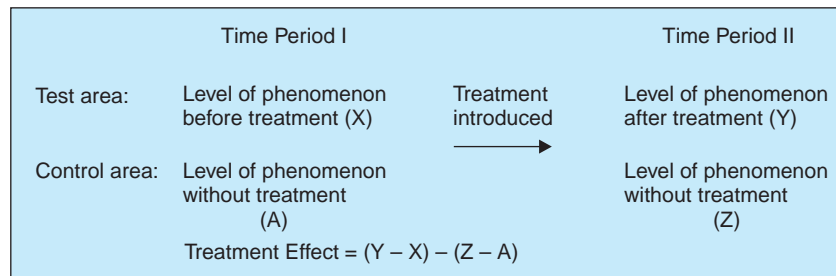 Time Period I Time Period II
Test area: Level of phenomenon Treatment Level of phenomenon
before treatment (X) introduced after treatment (Y)
Control area: Level of phenomenon Level of phenomenon
without treatment without treatment
(A) (Z)
Treatment Effect = (Y – X) – (Z – A)